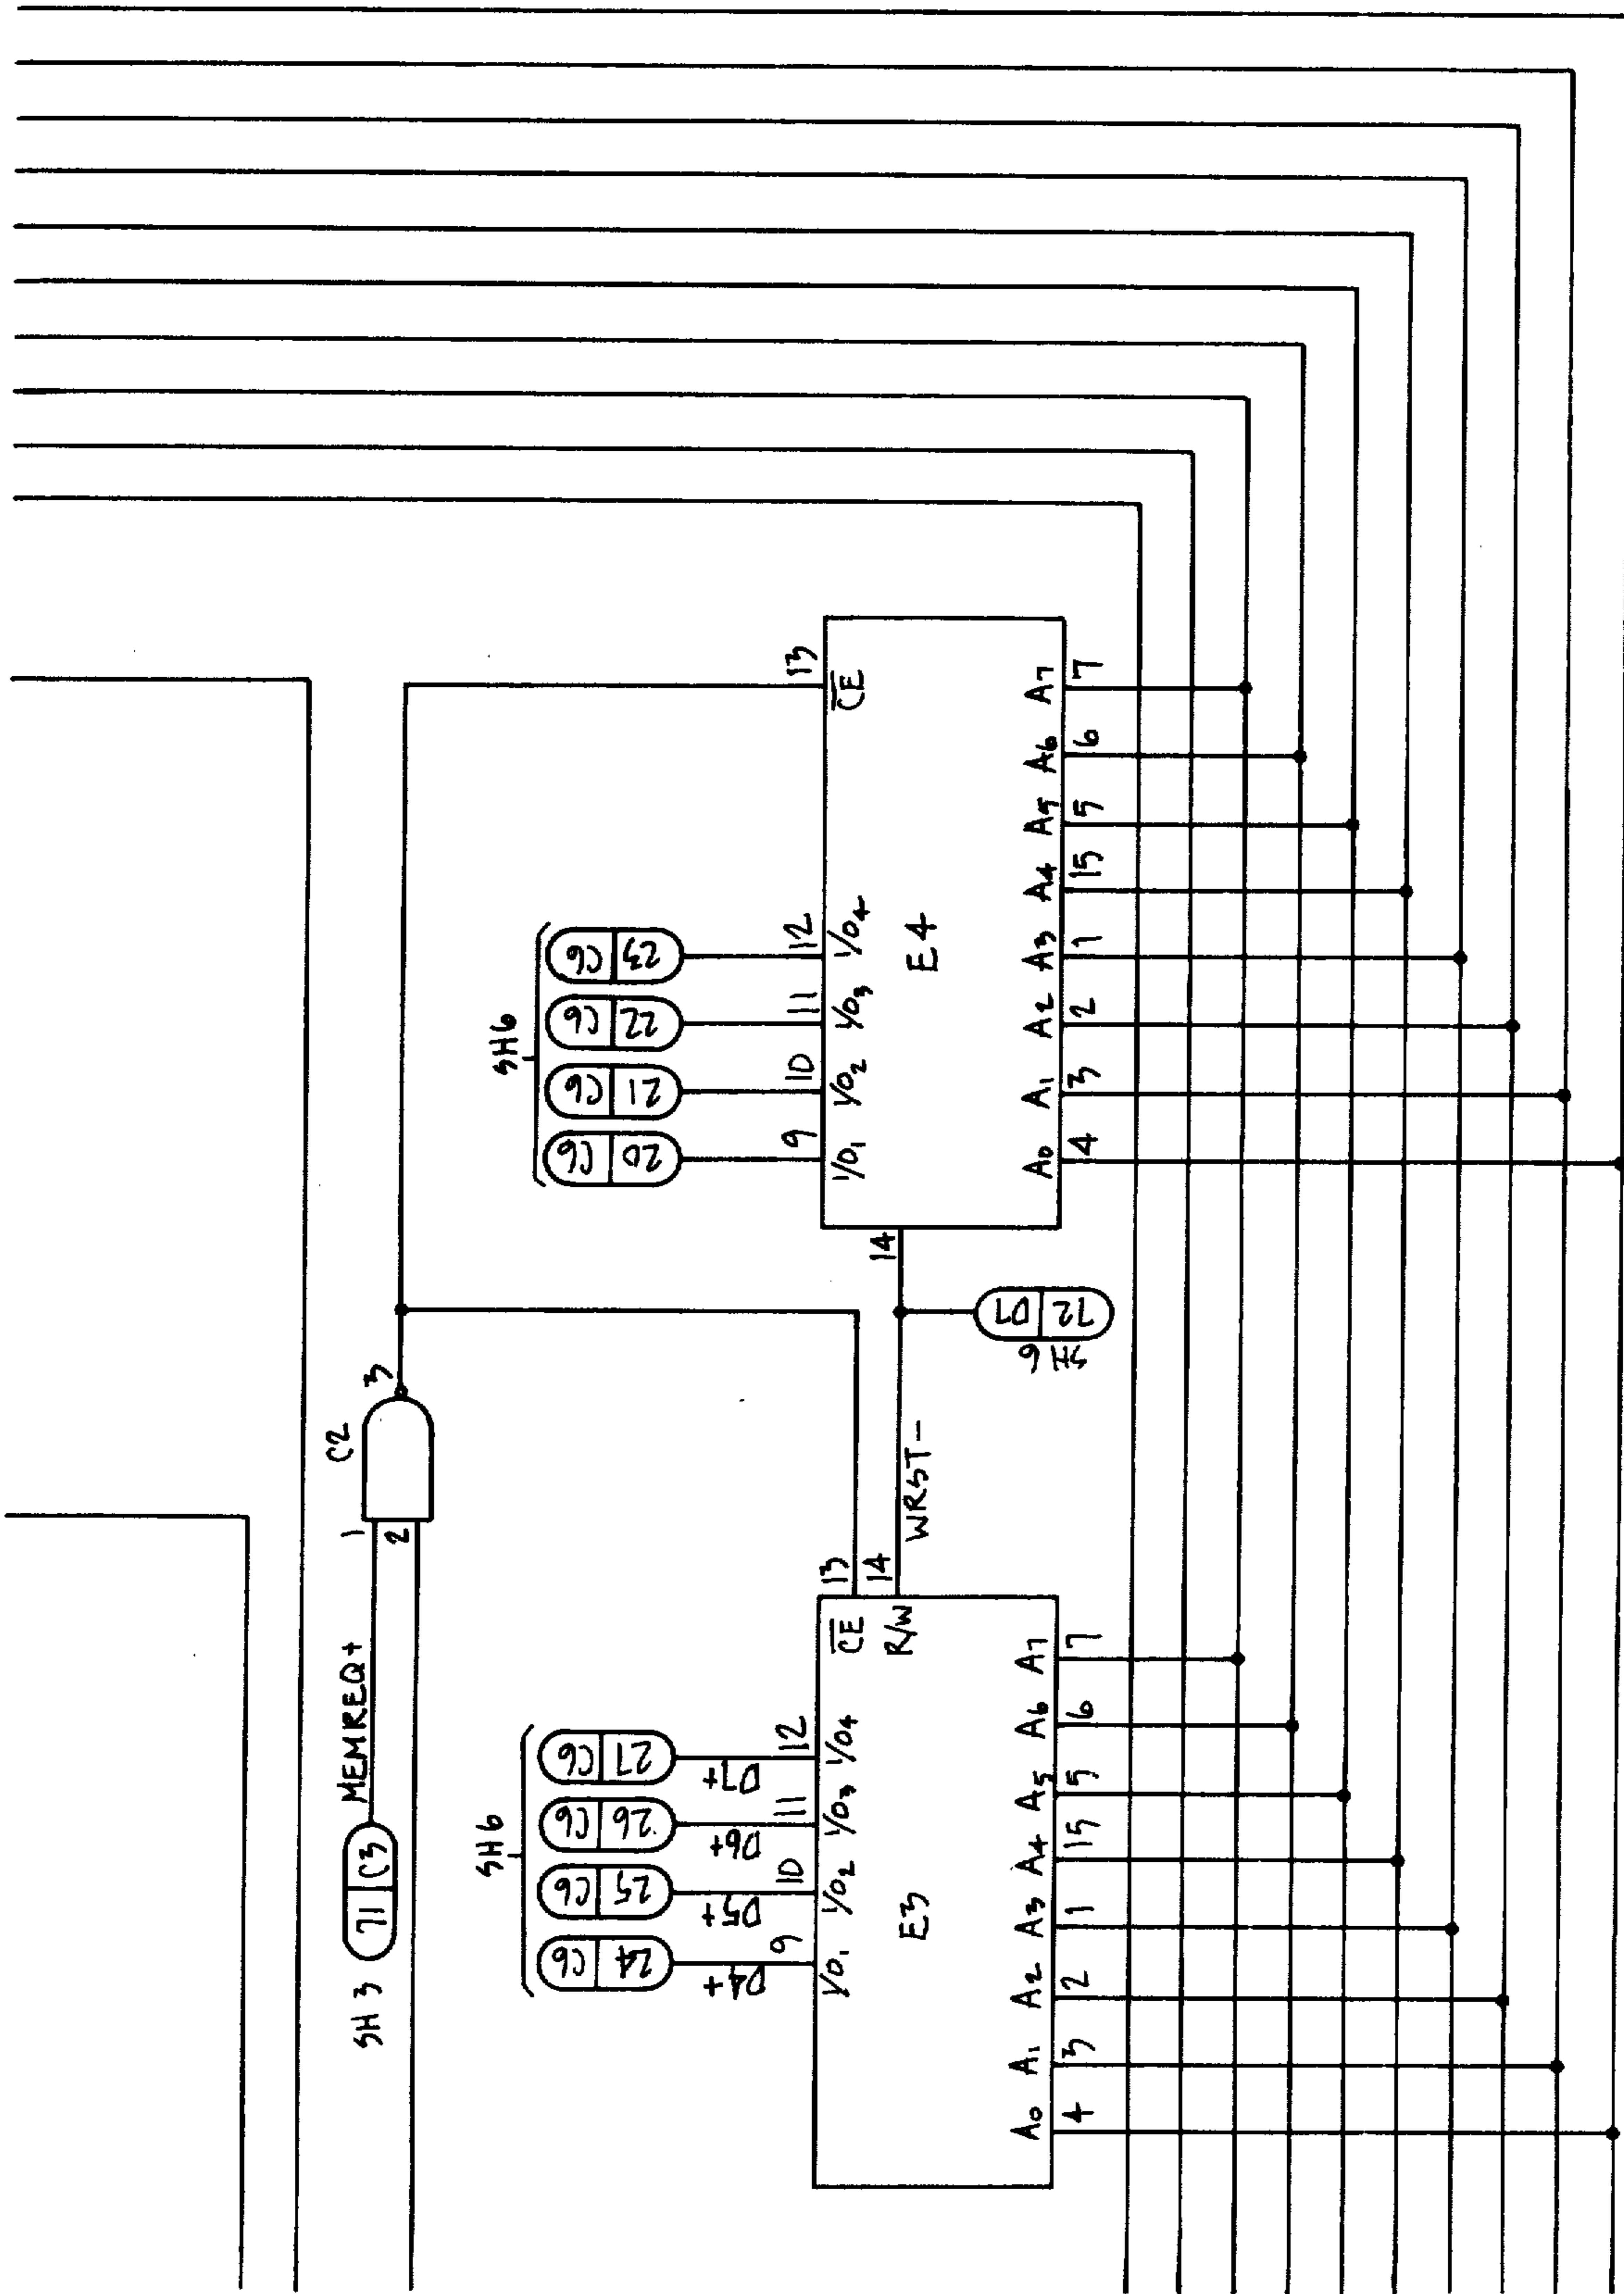 SH 3
71 C3
MEMREQ+
1
2
C2
3
SH6
24 C6
25 C6
26 C6
27 C6
D4+
D5+
D6+
D7+
9
10
11
12
I/O1
I/O2
I/O3
I/O4
CE
13
R/W
14
E3
A0
A1
A2
A3
A4
A5
A6
A7
4
3
2
1
15
5
6
7
WRST-
72 D7
SH6
14
SH6
20 C6
21 C6
22 C6
23 C6
9
10
11
12
13
I/O1
I/O2
I/O3
I/O4
CE
E4
A0
A1
A2
A3
A4
A5
A6
A7
4
3
2
1
15
5
6
7